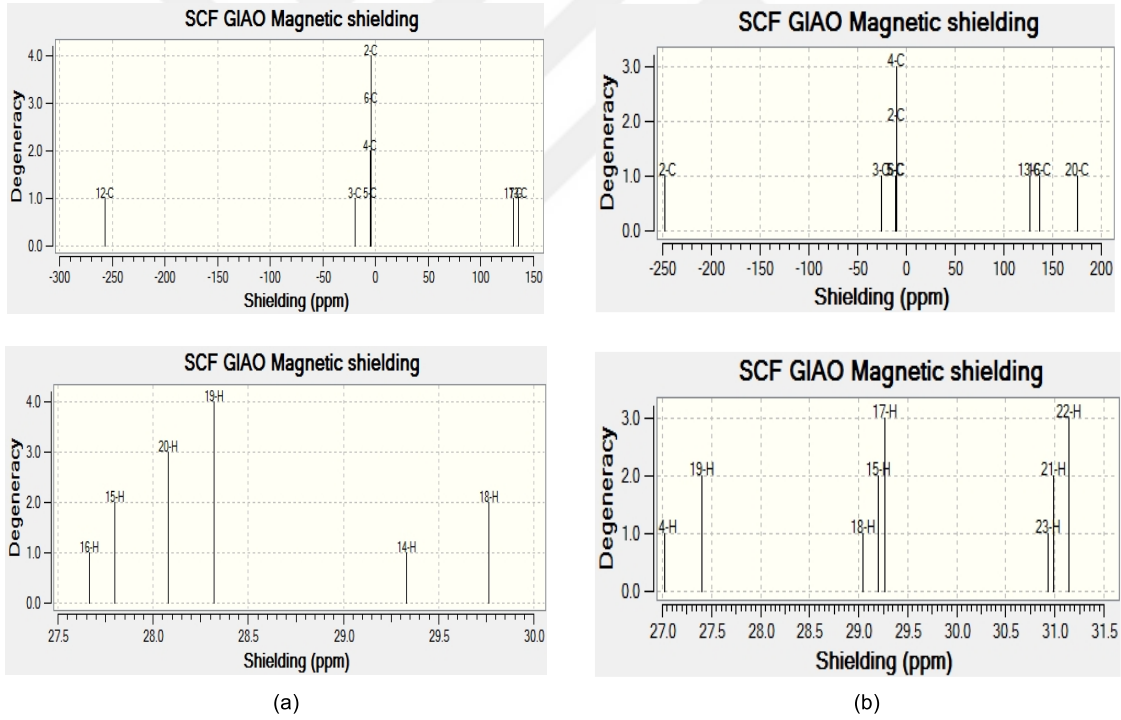 SCF GIAO Magnetic shielding
Degeneracy
4.0
3.0
2.0
1.0
0.0
2-C
6-C
4-C
12-C
3-C
5-C
-300
-250
-200
-150
-100
-50
0
50
100
150
Shielding (ppm)
SCF GIAO Magnetic shielding
Degeneracy
3.0
2.0
1.0
0.0
4-C
2-C
2-C
20-C
-250
-200
-150
-100
-50
0
50
100
150
200
Shielding (ppm)
SCF GIAO Magnetic shielding
Degeneracy
4.0
3.0
2.0
1.0
0.0
19-H
20-H
15-H
18-H
16-H
14-H
27.5
28.0
28.5
29.0
29.5
30.0
Shielding (ppm)
(a)
SCF GIAO Magnetic shielding
Degeneracy
3.0
2.0
1.0
0.0
17-H
22-H
19-H
15-H
21-H
4-H
18-H
23-H
27.0
27.5
28.0
28.5
29.0
29.5
30.0
30.5
31.0
31.5
Shielding (ppm)
(b)